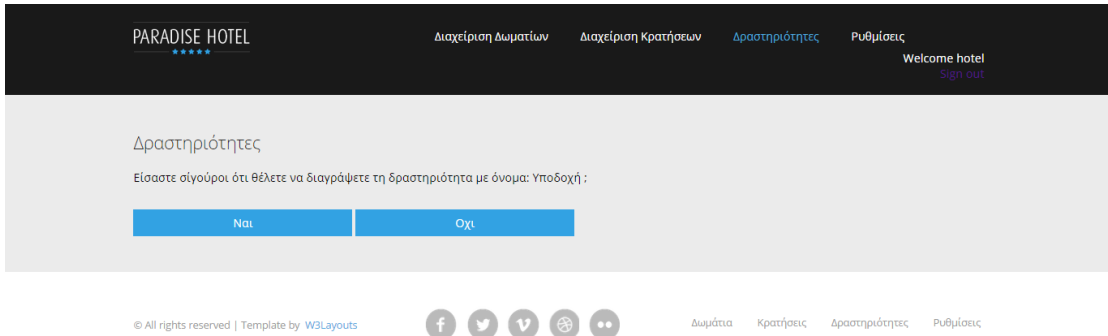 PARADISE HOTEL
Διαχείριση Δωματίων Διαχείριση Κρατήσεων Δραστηριότητες Ρυθμίσεις
Welcome hotel
Sign out
Δραστηριότητες
Είσαστε σίγούροι ότι θέλετε να διαγράψετε τη δραστηριότητα με όνομα: Υποδοχή ;
Ναι Οχι
© All rights reserved | Template by W3Layouts
Δωμάτια Κρατήσεις Δραστηριότητες Ρυθμίσεις